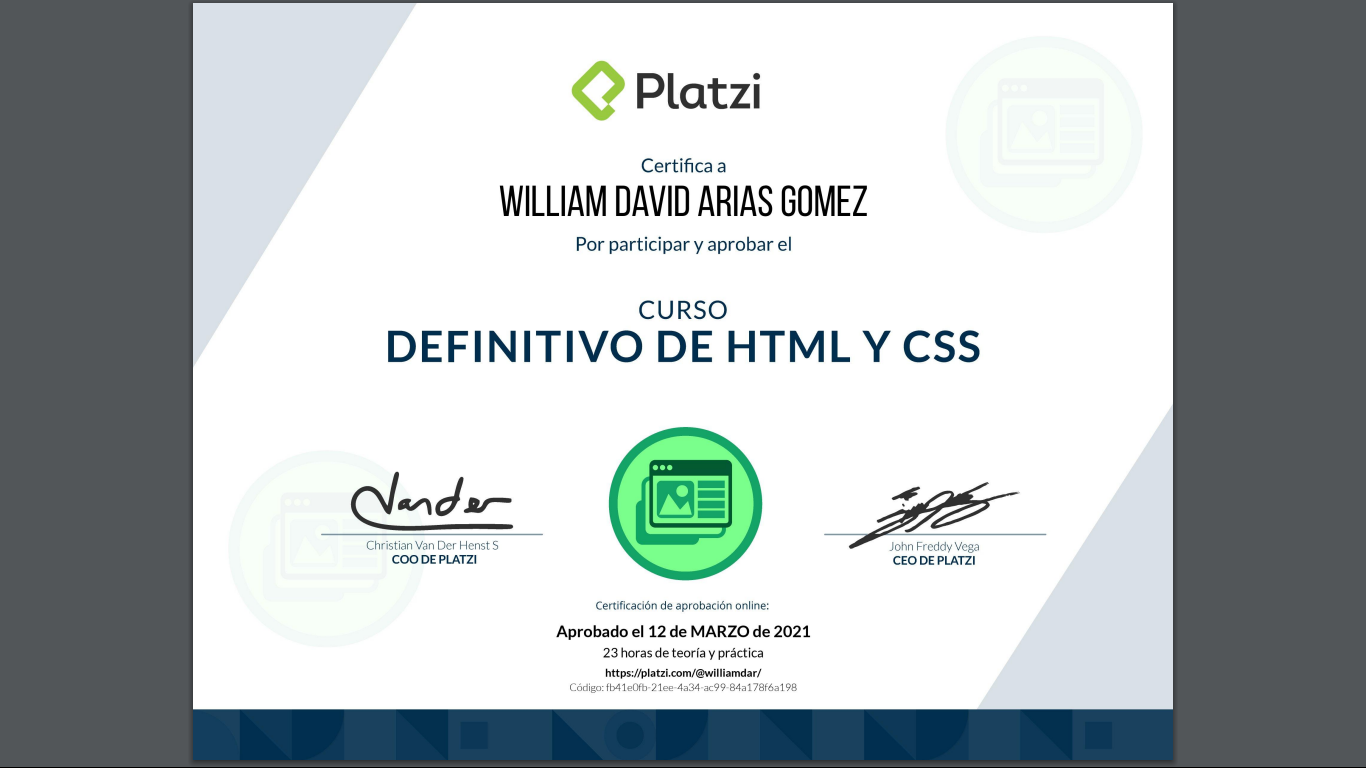 Platzi
Certifica a
WILLIAM DAVID ARIAS GOMEZ
Por participar y aprobar el
CURSO
DEFINITIVO DE HTML Y CSS
Vander
Christian Van Der Henst S
COO DE PLATZI
John Freddy Vega
CEO DE PLATZI
Certificación de aprobación online:
Aprobado el 12 de MARZO de 2021
23 horas de teoría y práctica
https://platzi.com/@williamdar/
Código: fb41e0fb-21ee-4a34-ac99-84a178f6a198